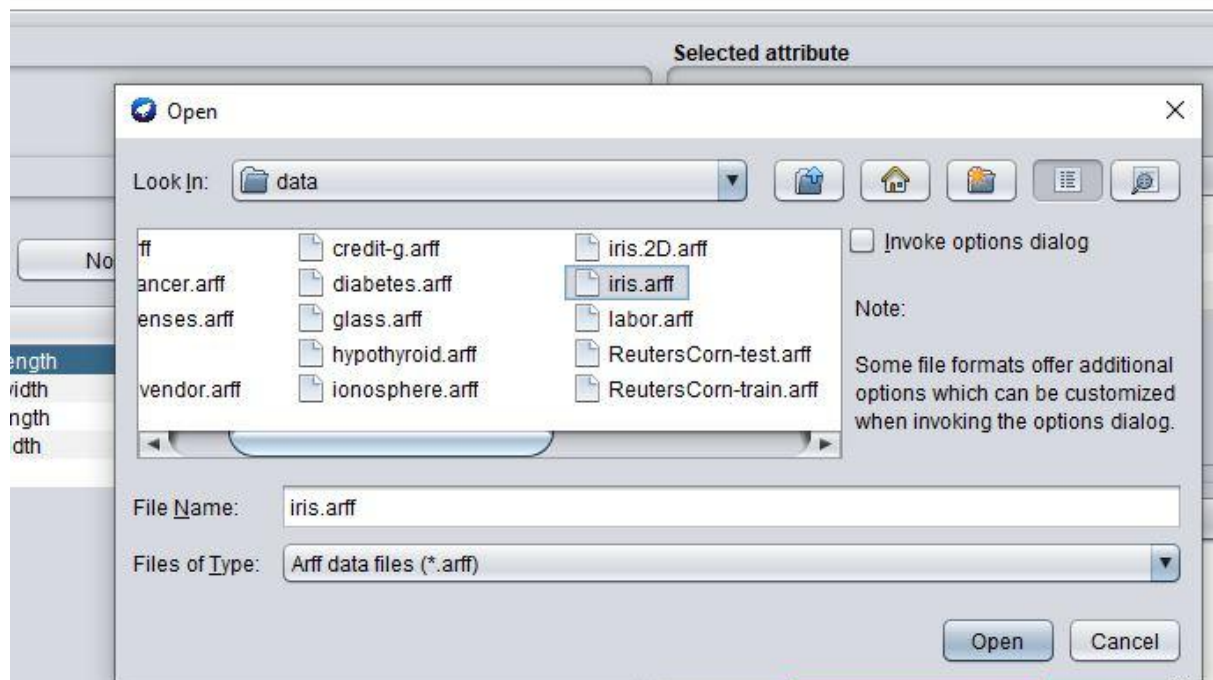 Selected attribute
Open
Look In: data
No
ff credit-g.arff iris.2D.arff
ancer.arff diabetes.arff iris.arff
enses.arff glass.arff labor.arff
hypothyroid.arff ReutersCorn-test.arff
vendor.arff ionosphere.arff ReutersCorn-train.arff
Invoke options dialog
Note:
Some file formats offer additional
options which can be customized
when invoking the options dialog.
ength
width
ngth
dth
File Name: iris.arff
Files of Type: Arff data files (*.arff)
Open Cancel